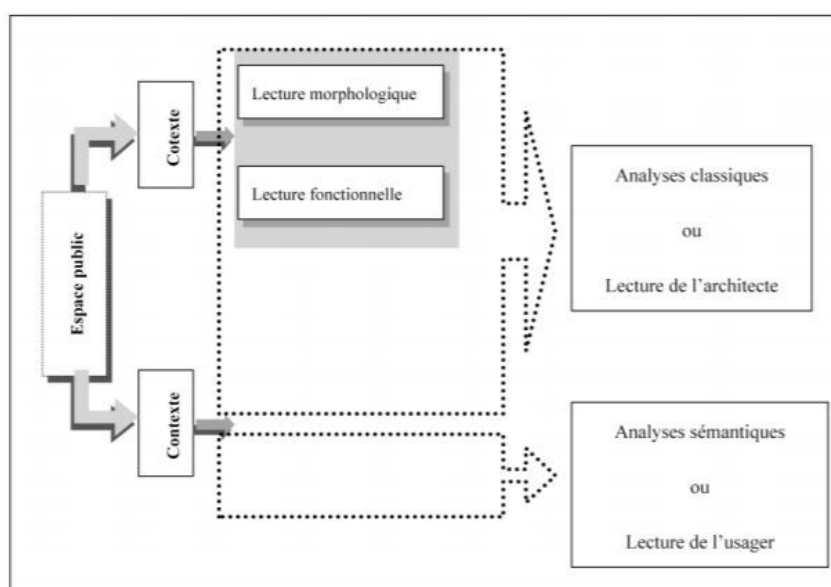 Espace public
Cotexte
Contexte
Lecture morphologique
Lecture fonctionnelle
Analyses classiques
ou
Lecture de l’architecte
Analyses sémantiques
ou
Lecture de l’usager